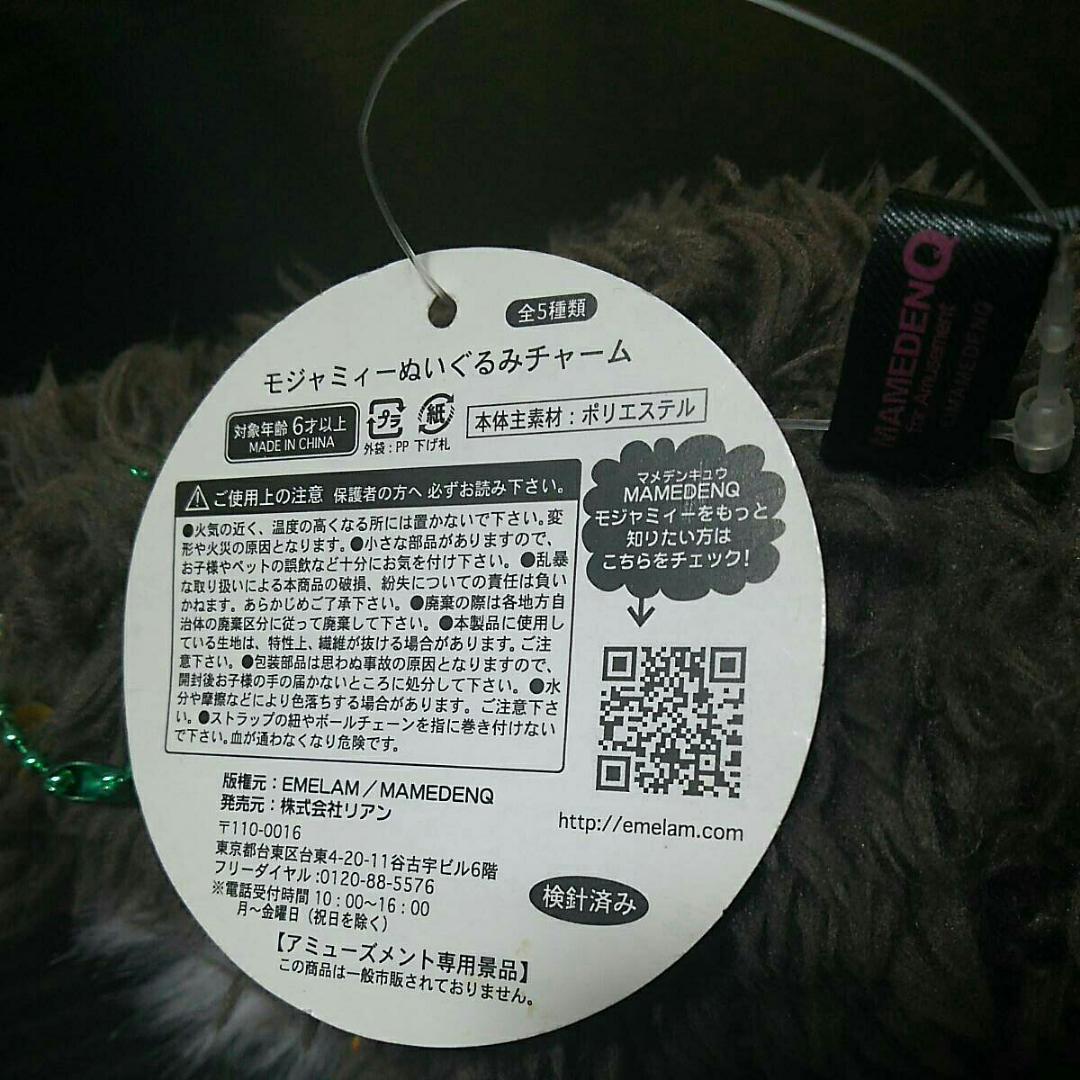 全5種類
モジャミィーぬいぐるみチャーム
対象年齢 6才以上
MADE IN CHINA
プラ
外装:PP
紙
下げ札
本体主素材:ポリエステル
ご使用上の注意 保護者の方へ 必ずお読み下さい。
●火気の近く、温度の高くなる所には置かないで下さい。変
形や火災の原因となります。●小さな部品がありますので、
お子様やペットの誤飲など十分にお気を付け下さい。●乱暴
な取り扱いによる本商品の破損、紛失についての責任は負い
かねます。あらかじめご了承下さい。●廃棄の際は各地方自
治体の廃棄区分に従って廃棄して下さい。●本製品に使用し
ている生地は、特性上、繊維が抜ける場合があります。ご注
意下さい。●包装部品は思わぬ事故の原因となりますので、
開封後お子様の手の届かないところに処分して下さい。●水
分や摩擦などにより色落ちする場合があります。ご注意下さ
い。●ストラップの紐やボールチェーンを指に巻き付けない
で下さい。血が通わなくなり危険です。
マメデンキュウ
MAMEDENQ
モジャミィーをもっと
知りたい方は
こちらをチェック!
http://emelam.com
版権元:EMELAM/MAMEDENQ
発売元:株式会社リアン
〒110-0016
東京都台東区台東4-20-11谷古宇ビル6階
フリーダイヤル:0120-88-5576
※電話受付時間 10:00~16:00
月~金曜日(祝日を除く)
検針済み
【アミューズメント専用景品】
この商品は一般市販されておりません。
MAMEDENQ
for Amusement
©MAMEDENQ